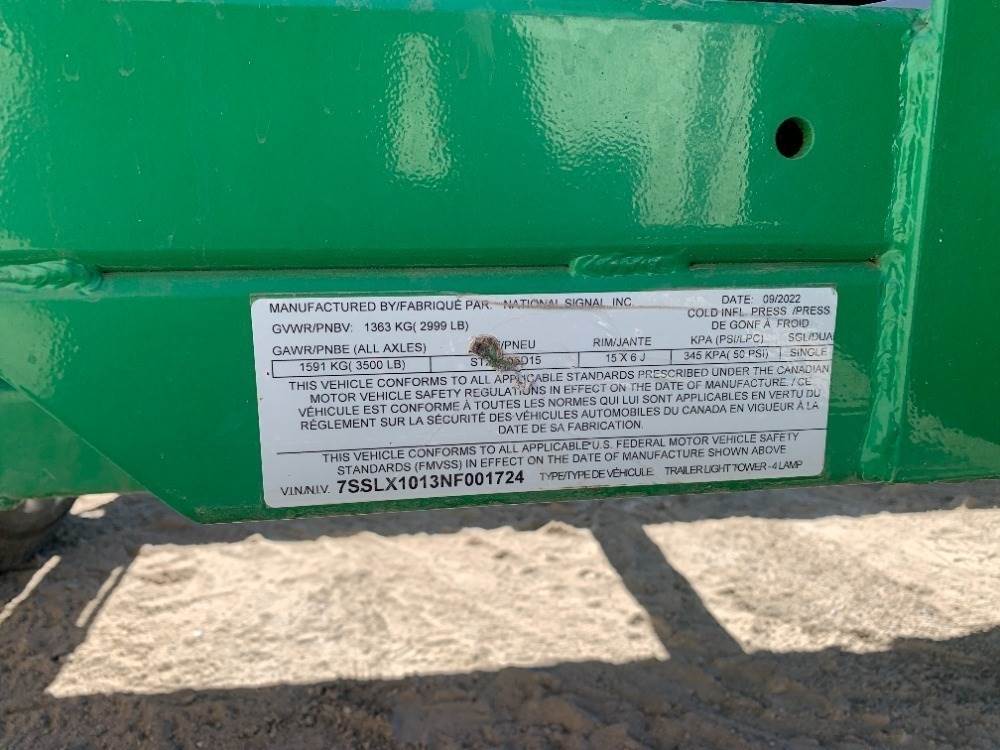 MANUFACTURED BY/FABRIQUÉ PAR: NATIONAL SIGNAL INC. DATE: 09/2022
GVWR/PNBV: 1363 KG( 2999 LB) COLD INFL. PRESS /PRESS
DE GONF À FROID
GAWR/PNBE (ALL AXLES) /PNEU RIM/JANTE KPA (PSI/LPC) SGL/DUA
1591 KG( 3500 LB) 15 X 6 J 345 KPA( 50 PSI) SINGLE
THIS VEHICLE CONFORMS TO ALL APPLICABLE STANDARDS PRESCRIBED UNDER THE CANADIAN
MOTOR VEHICLE SAFETY REGULATIONS IN EFFECT ON THE DATE OF MANUFACTURE. / CE
VÉHICULE EST CONFORME À TOUTES LES NORMES QUI LUI SONT APPLICABLES EN VERTU DU
RÈGLEMENT SUR LA SÉCURITÉ DES VÉHICULES AUTOMOBILES DU CANADA EN VIGUEUR À LA
DATE DE SA FABRICATION.
THIS VEHICLE CONFORMS TO ALL APPLICABLE U.S. FEDERAL MOTOR VEHICLE SAFETY
STANDARDS (FMVSS) IN EFFECT ON THE DATE OF MANUFACTURE SHOWN ABOVE
V.I.N./N.I.V. 7SSLX1013NF001724 TYPE/TYPE DE VÉHICULE: TRAILER LIGHT TOWER - 4 LAMP